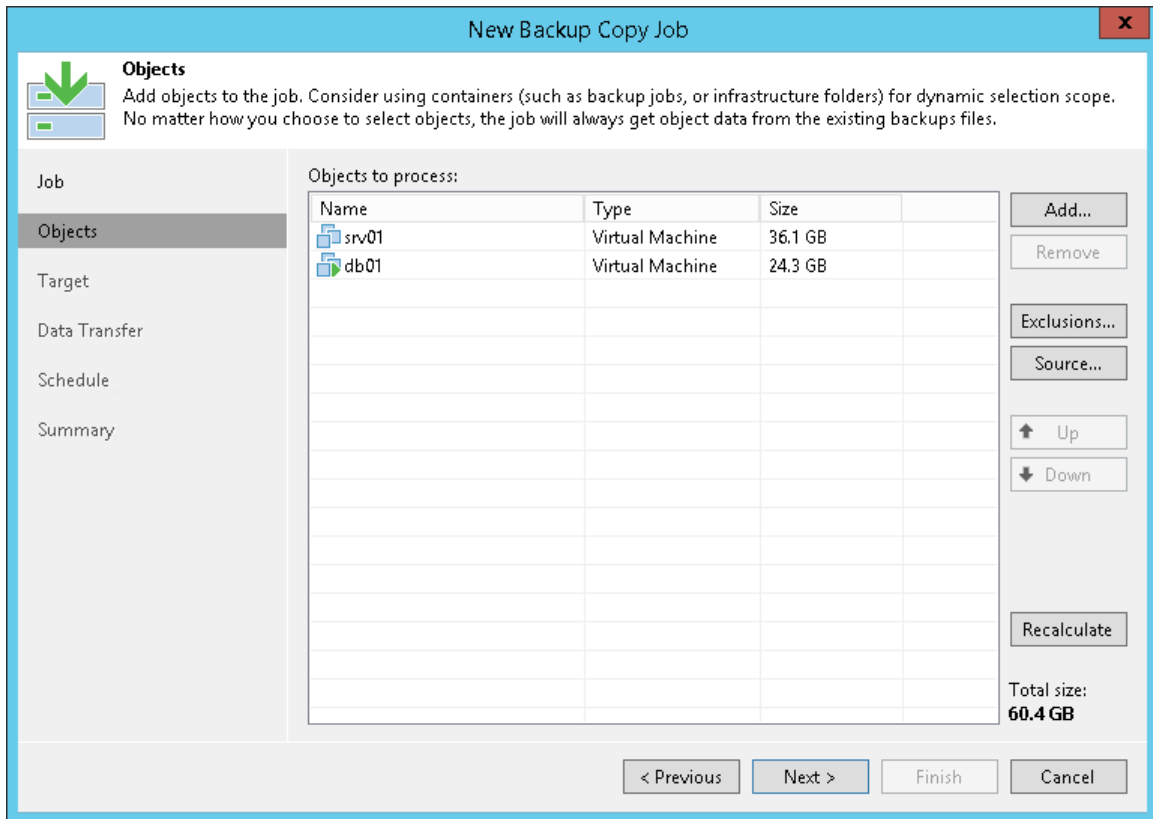 New Backup Copy Job
x
Objects
Add objects to the job. Consider using containers (such as backup jobs, or infrastructure folders) for dynamic selection scope.
No matter how you choose to select objects, the job will always get object data from the existing backups files.
Job
Objects
Target
Data Transfer
Schedule
Summary
Objects to process:
Name Type Size
srv01 Virtual Machine 36.1 GB
db01 Virtual Machine 24.3 GB
Add...
Remove
Exclusions...
Source...
Up
Down
Recalculate
Total size:
60.4 GB
< Previous Next > Finish Cancel